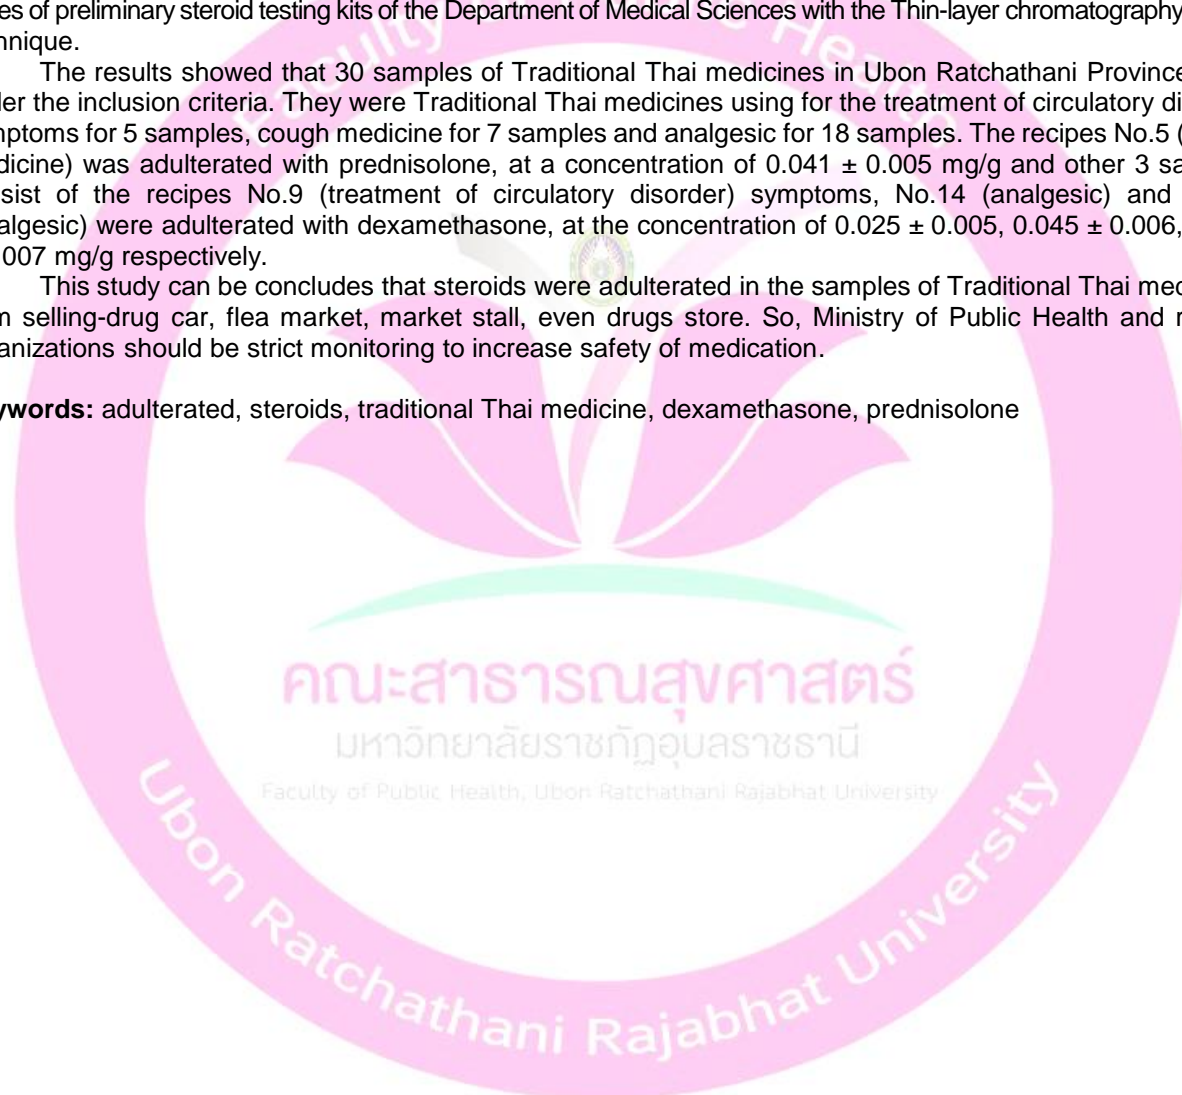 es of preliminary steroid testing kits of the Department of Medical Sciences with the Thin-layer chromatography
hnique.
The results showed that 30 samples of Traditional Thai medicines in Ubon Ratchathani Province
der the inclusion criteria. They were Traditional Thai medicines using for the treatment of circulatory di
mptoms for 5 samples, cough medicine for 7 samples and analgesic for 18 samples. The recipes No.5 (
dicine) was adulterated with prednisolone, at a concentration of 0.041 ± 0.005 mg/g and other 3 sa
sist of the recipes No.9 (treatment of circulatory disorder) symptoms, No.14 (analgesic) and
algesic) were adulterated with dexamethasone, at the concentration of 0.025 ± 0.005, 0.045 ± 0.006,
.007 mg/g respectively.
This study can be concludes that steroids were adulterated in the samples of Traditional Thai med
m selling-drug car, flea market, market stall, even drugs store. So, Ministry of Public Health and r
anizations should be strict monitoring to increase safety of medication.
ywords: adulterated, steroids, traditional Thai medicine, dexamethasone, prednisolone
คณะสาธารณสุขศาสตร์
มหาวิทยาลัยราชภัฏอุบลราชธานี
Faculty of Public Health, Ubon Ratchathani Rajabhat University
Ubon Ratchathani Rajabhat University
Faculty Health